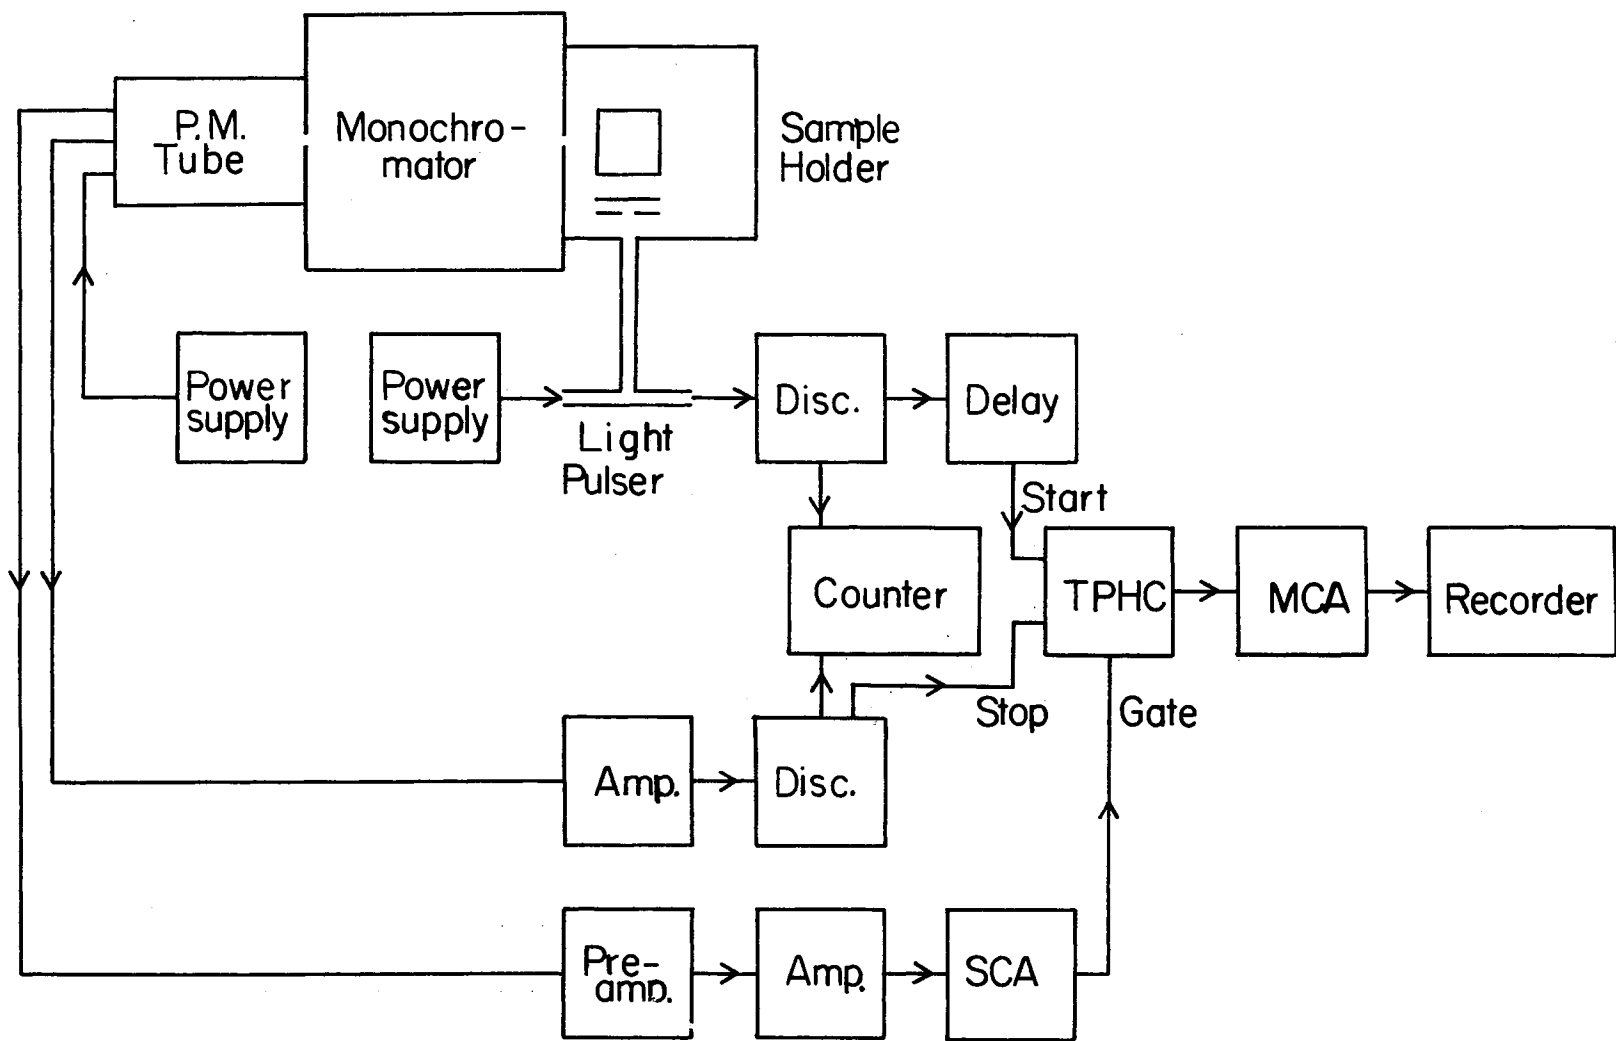 P.M.
Tube
Monochro-
mator
Sample
Holder
Power
supply
Power
supply
Light
Pulser
Disc.
Delay
Start
Counter
TPHC
MCA
Recorder
Stop
Gate
Amp.
Disc.
Pre-
amp.
Amp.
SCA